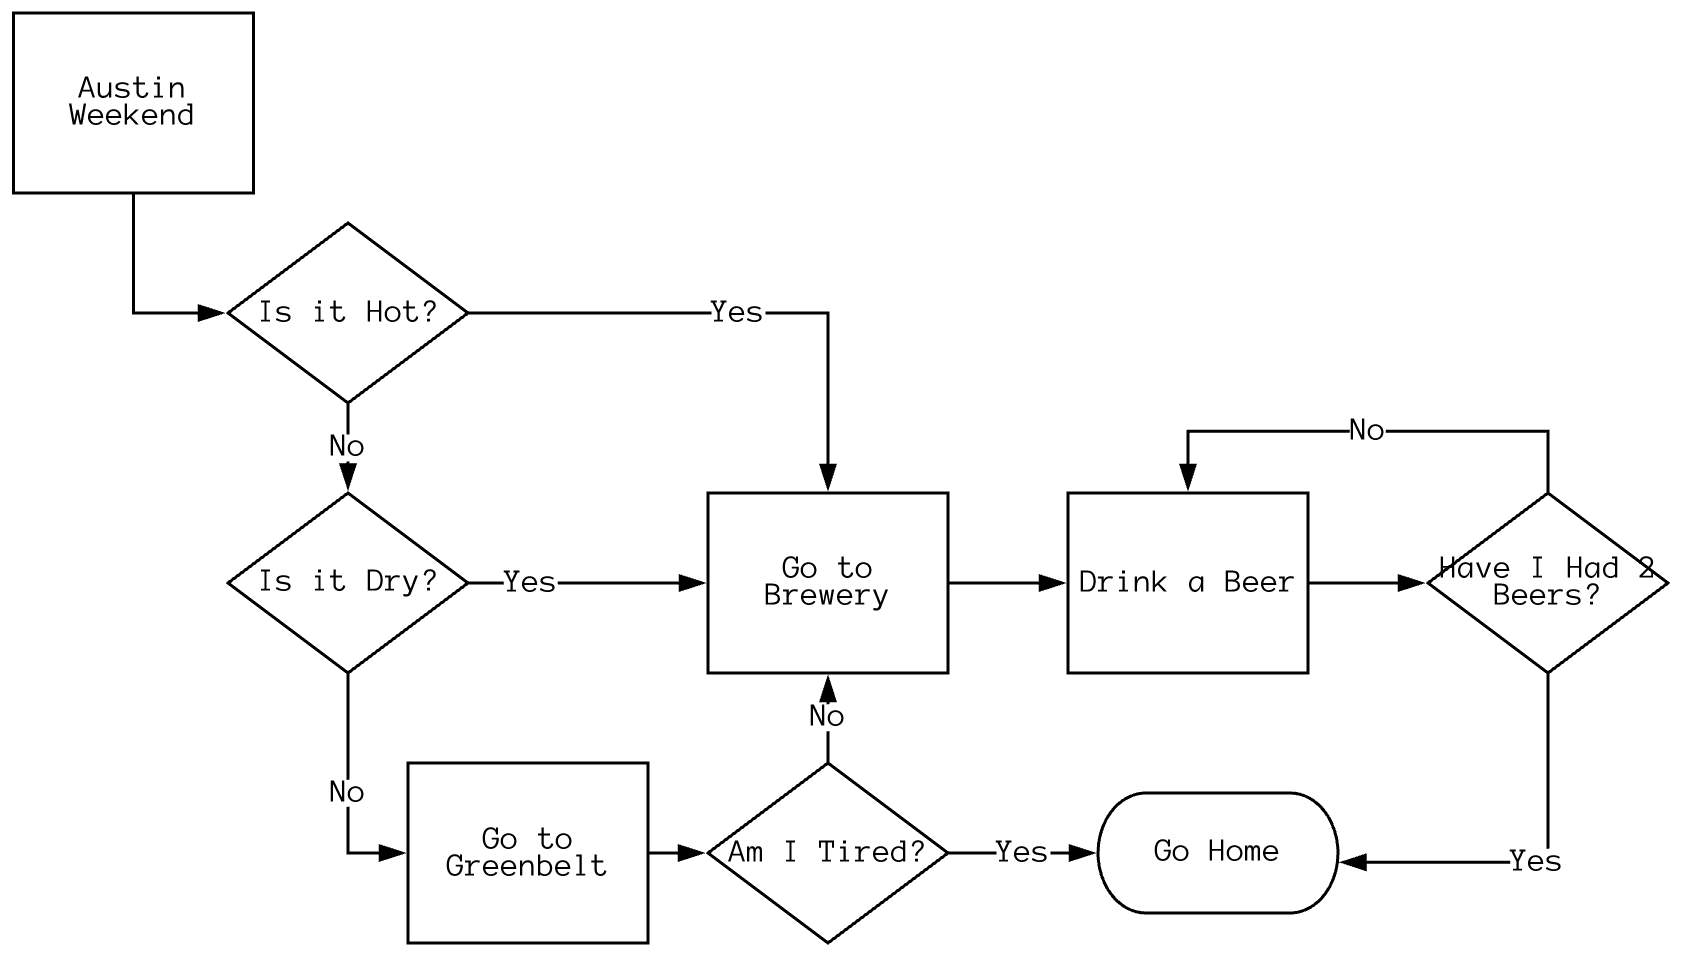 Austin
Weekend
Is it Hot?
Yes
No
No
Is it Dry?
Yes
Go to
Brewery
Drink a Beer
Have I Had 2
Beers?
No
No
Go to
Greenbelt
Am I Tired?
Yes
Go Home
Yes